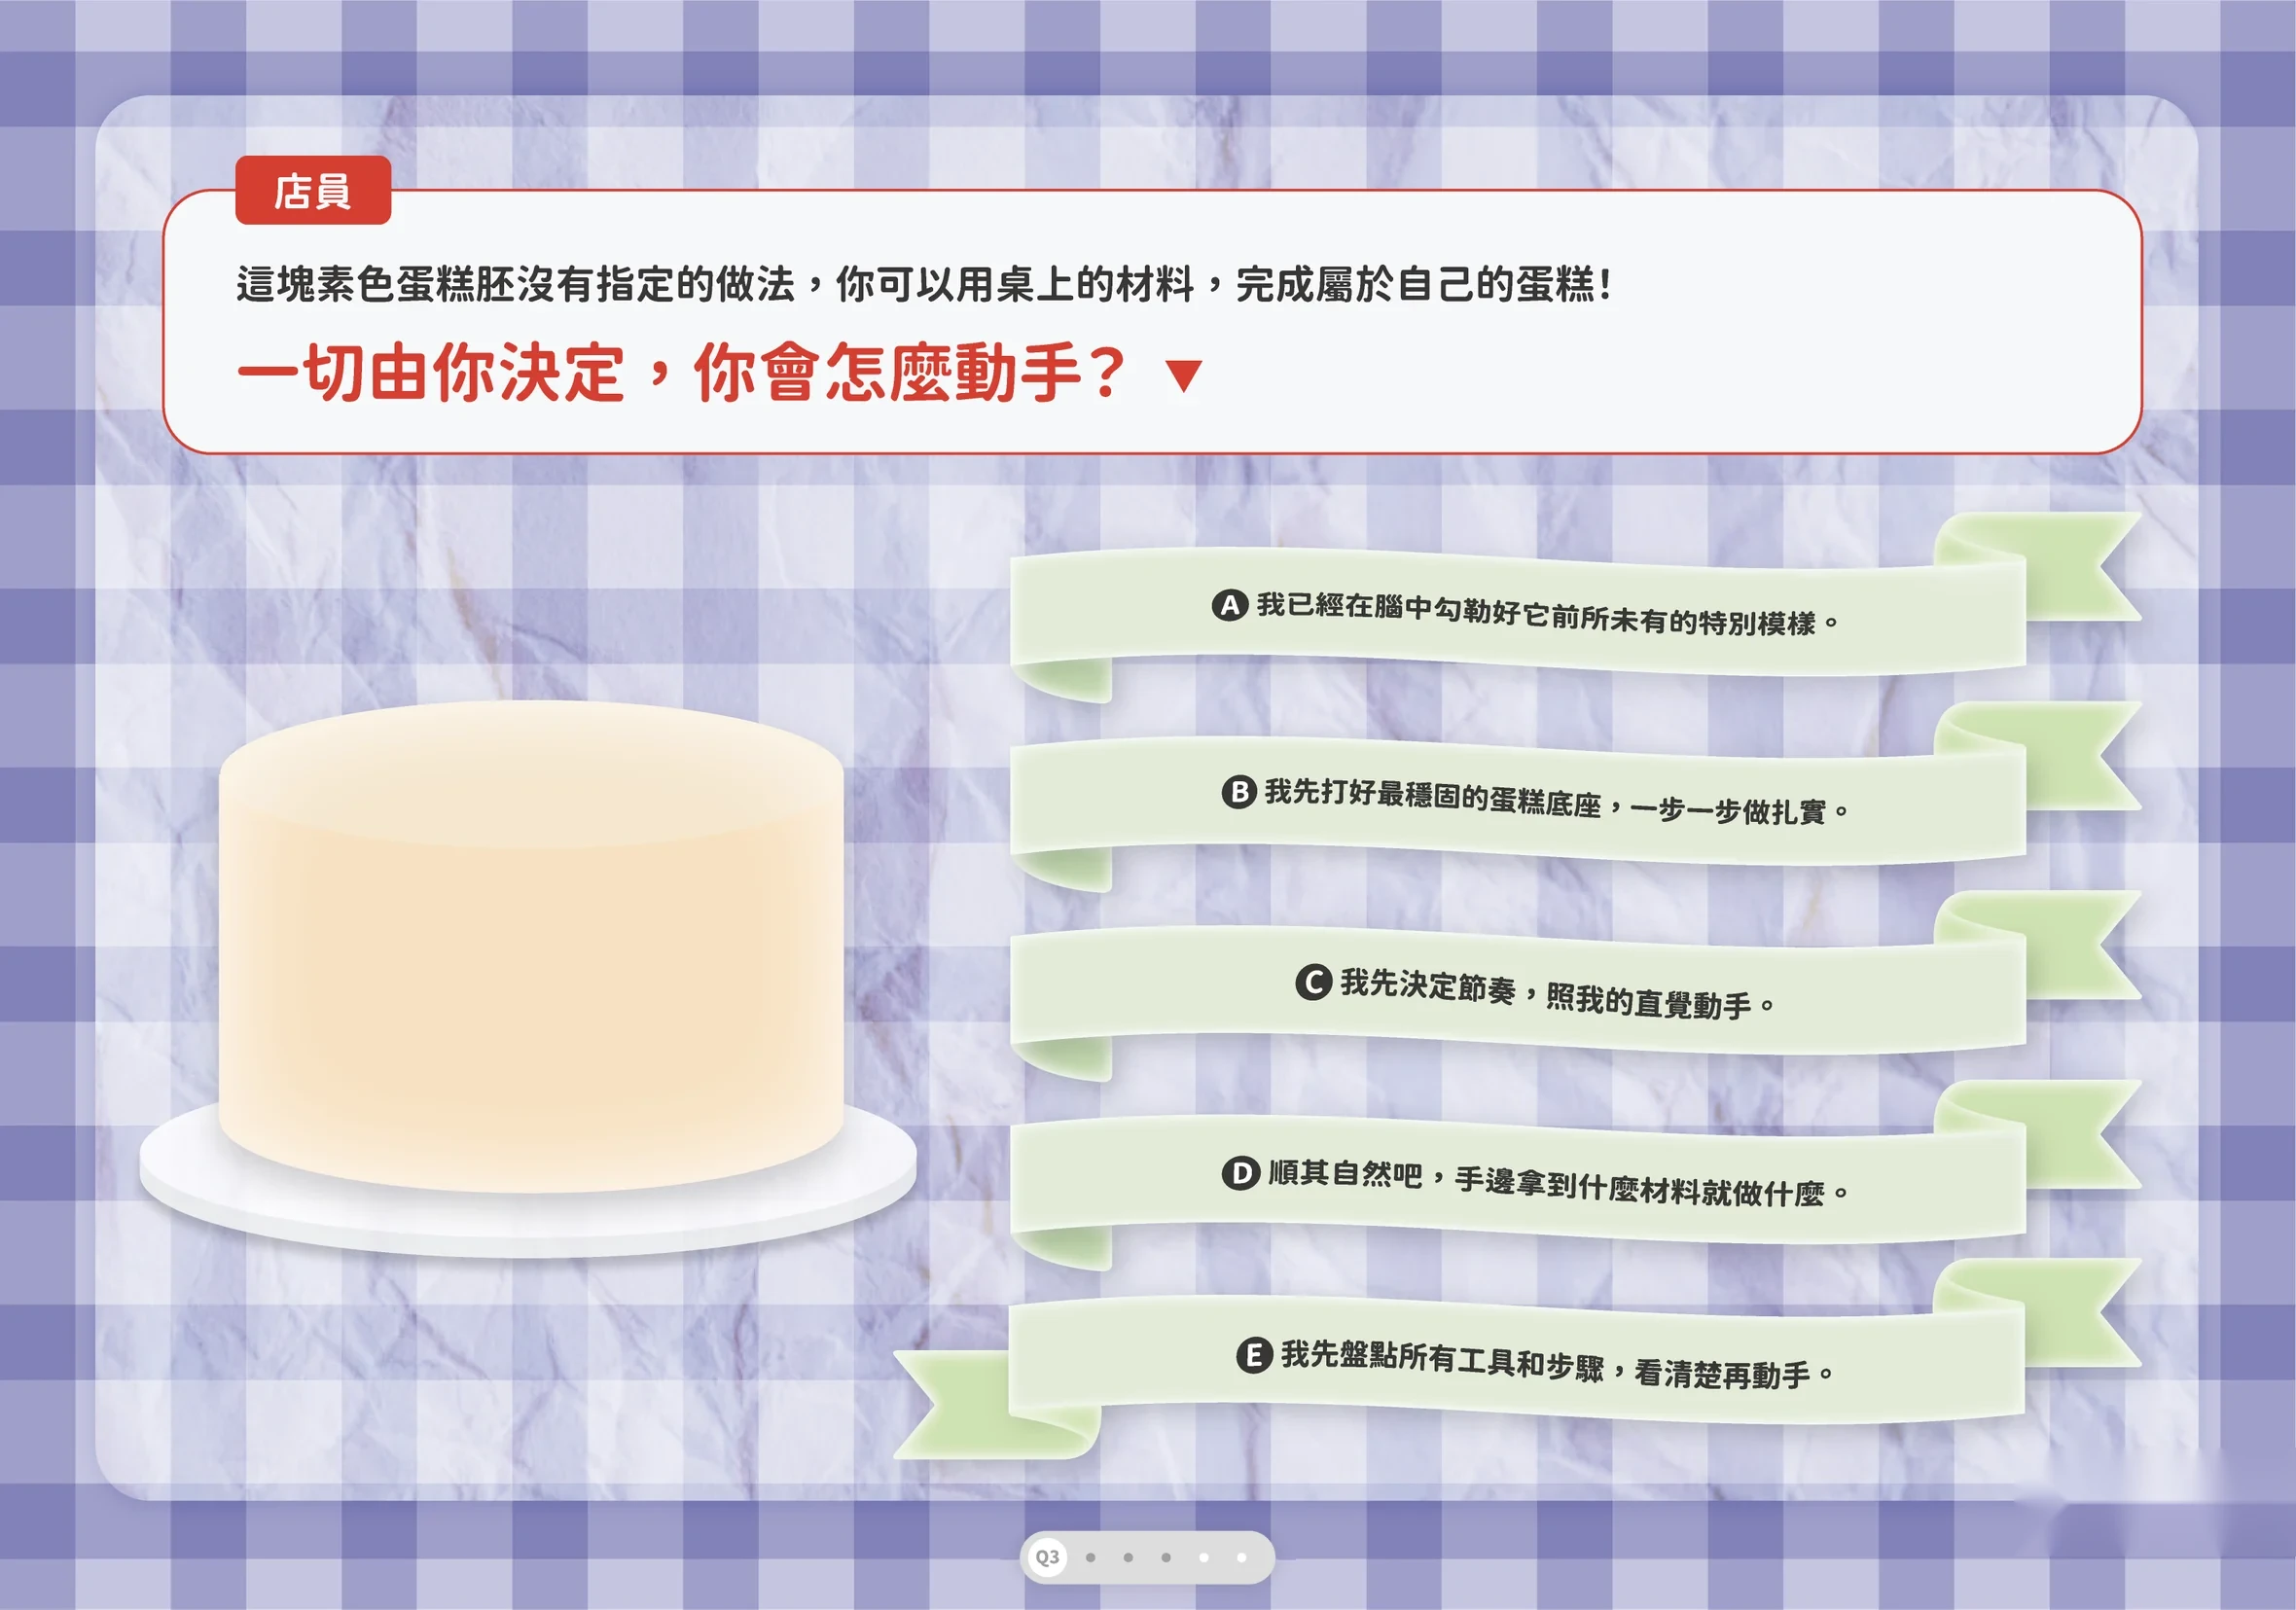 店員
這塊素色蛋糕胚沒有指定的做法，你可以用桌上的材料，完成屬於自己的蛋糕！
一切由你決定，你會怎麼動手？▼
A 我已經在腦中勾勒好它前所未有的特別模樣。
B 我先打好最穩固的蛋糕底座，一步一步做扎實。
C 我先決定節奏，照我的直覺動手。
D 順其自然吧，手邊拿到什麼材料就做什麼。
E 我先盤點所有工具和步驟，看清楚再動手。
Q3